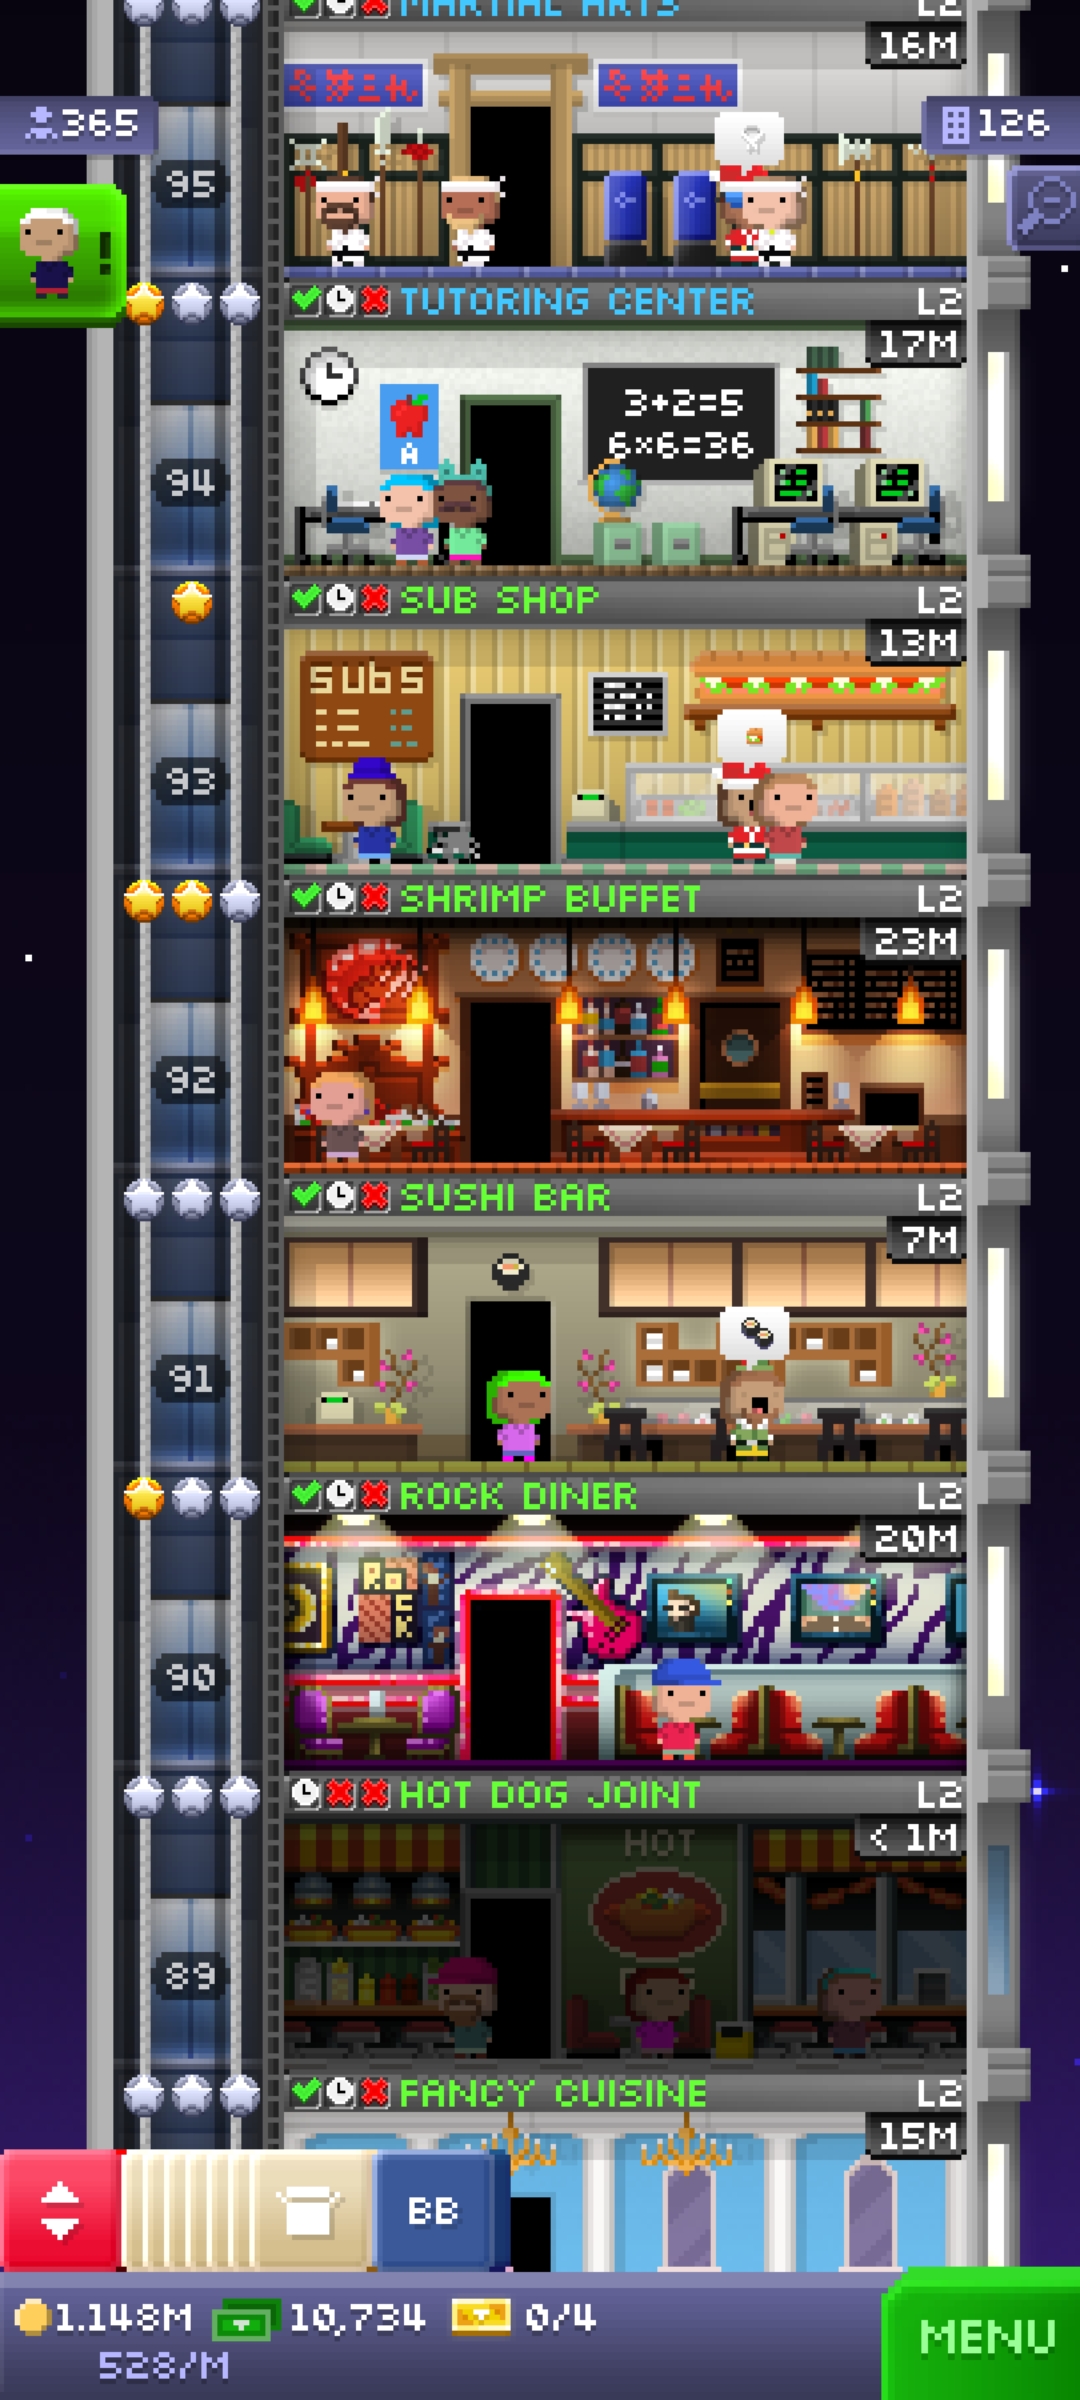 MARTIAL ARTS L2
16M
365
126
95
TUTORING CENTER L2
17M
3+2=5
6x6=36
A
94
SUB SHOP L2
13M
subs
93
SHRIMP BUFFET L2
23M
92
SUSHI BAR L2
7M
91
ROCK DINER L2
20M
ROCK
90
HOT DOG JOINT L2
< 1M
HOT
89
FANCY CUISINE L2
15M
BB
1.148M 10,734 0/4
528/M
MENU